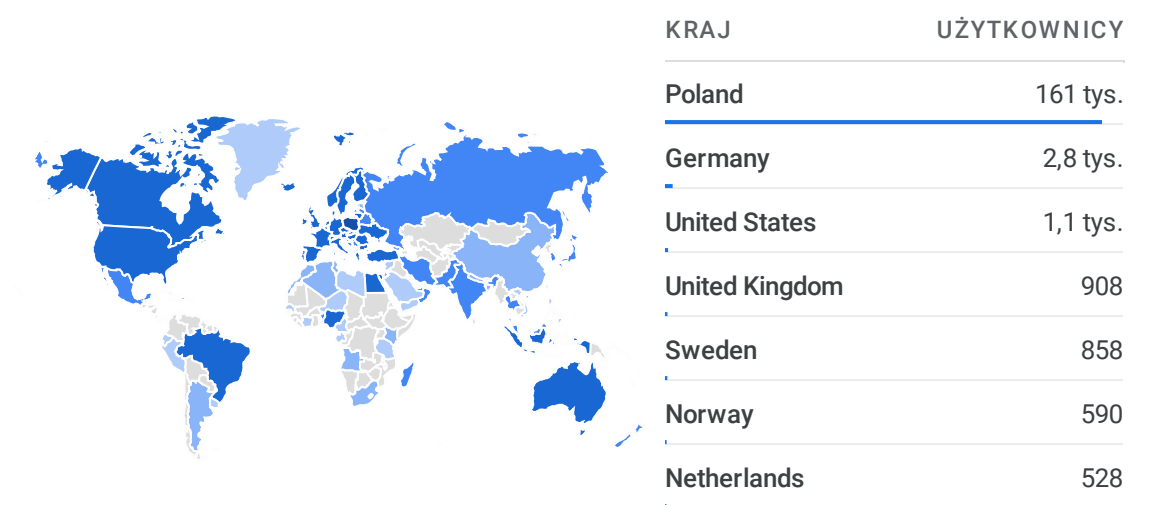 KRAJ UŻYTKOWNICY
Poland 161 tys.
Germany 2,8 tys.
United States 1,1 tys.
United Kingdom 908
Sweden 858
Norway 590
Netherlands 528